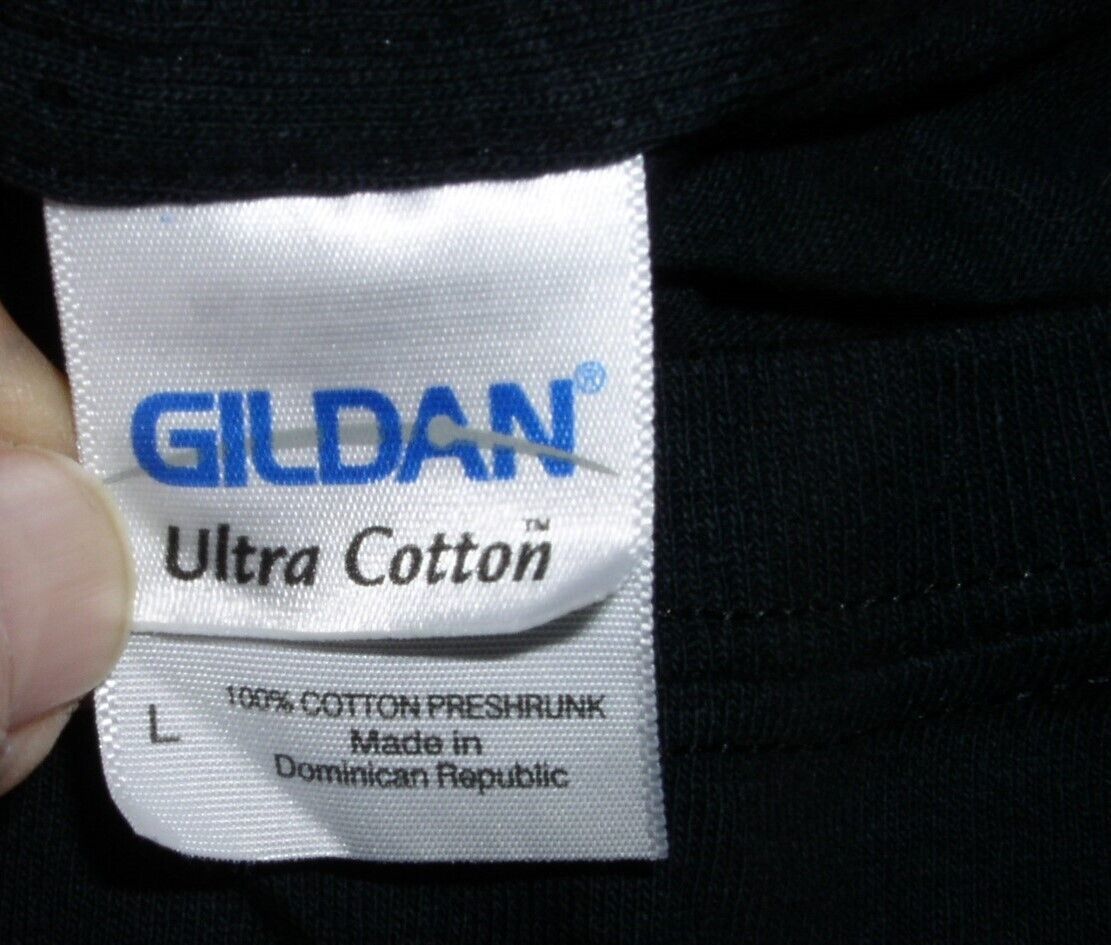 GILDAN®
Ultra Cotton™
100% COTTON PRESHRUNK
L
Made in
Dominican Republic